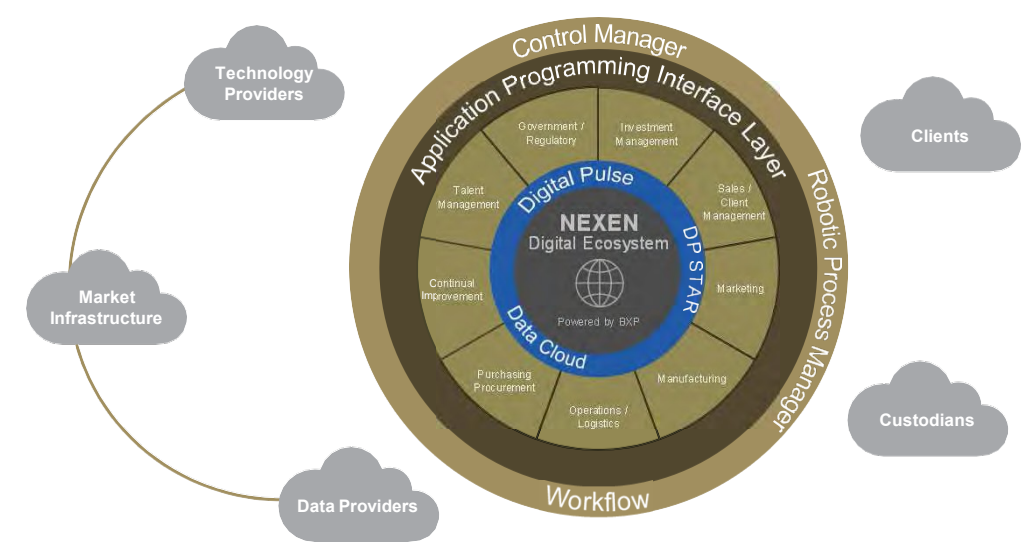 Technology
Providers
Market
Infrastructure
Data Providers
Control Manager
Application Programming Interface Layer
Robotic Process Manager
Workflow
Government /
Regulatory
Investment
Management
Talent
Management
Sales /
Client
Management
Continual
Improvement
Marketing
Purchasing
Procurement
Manufacturing
Operations /
Logistics
Digital Pulse
DP STAR
Data Cloud
NEXEN
Digital Ecosystem
Powered by BXP
Clients
Custodians